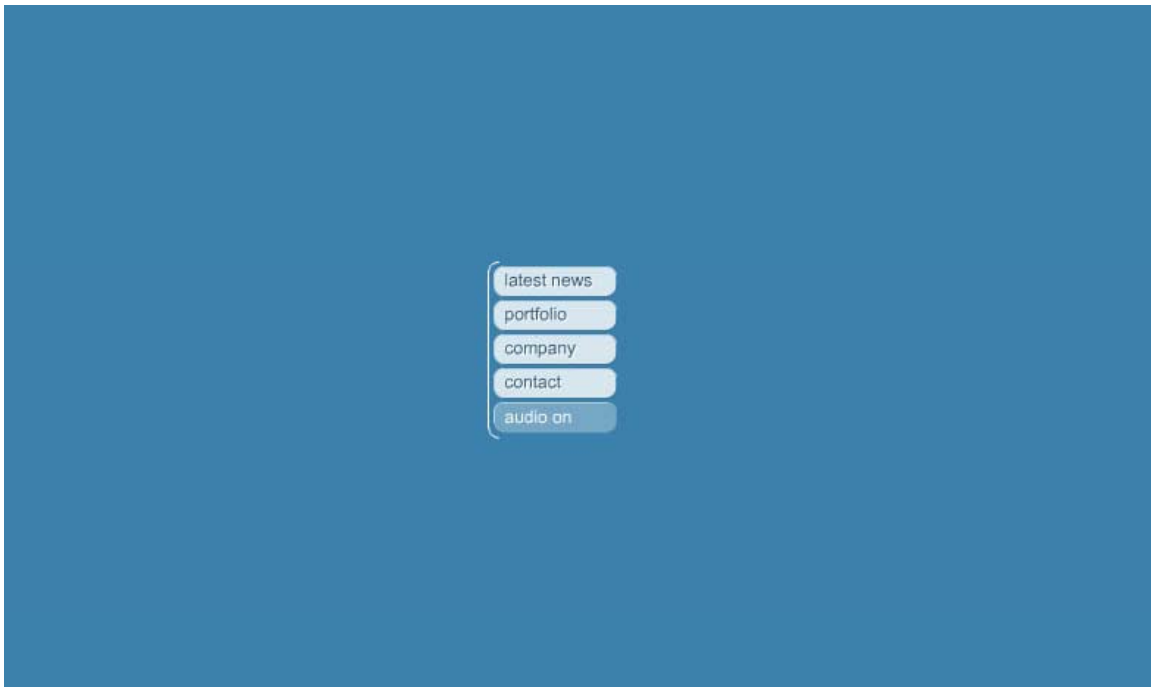 latest news
portfolio
company
contact
audio on